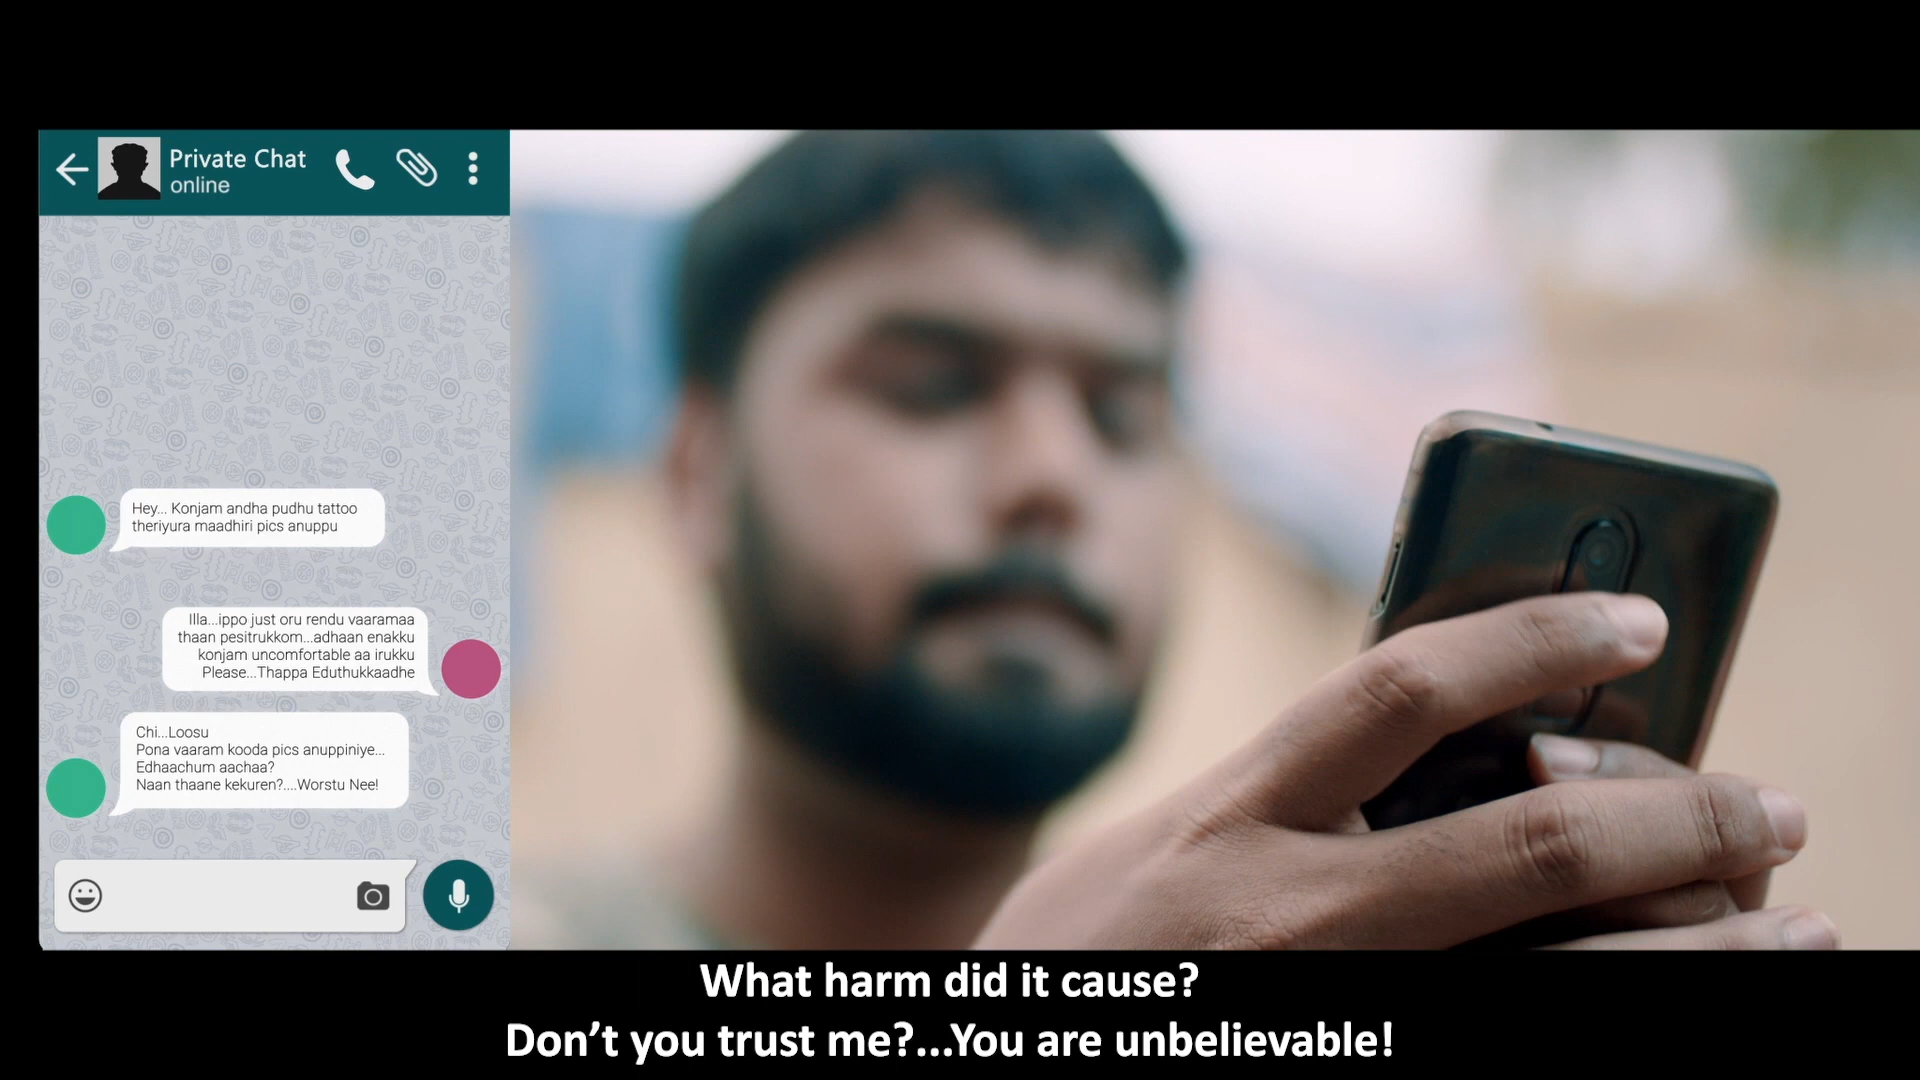 Private Chat
online
Hey... Konjam andha pudhu tattoo
theriyura maadhiri pics anuppu
Illa...ippo just oru rendu vaaramaa
thaan pesitrukkom...adhaan enakku
konjam uncomfortable aa irukku
Please...Thappa Eduthukkaadhe
Chi...Loosu
Pona vaaram kooda pics anuppiniye...
Edhaachum aachaa?
Naan thaane kekuren?....Worstu Nee!
What harm did it cause?
Don’t you trust me?...You are unbelievable!